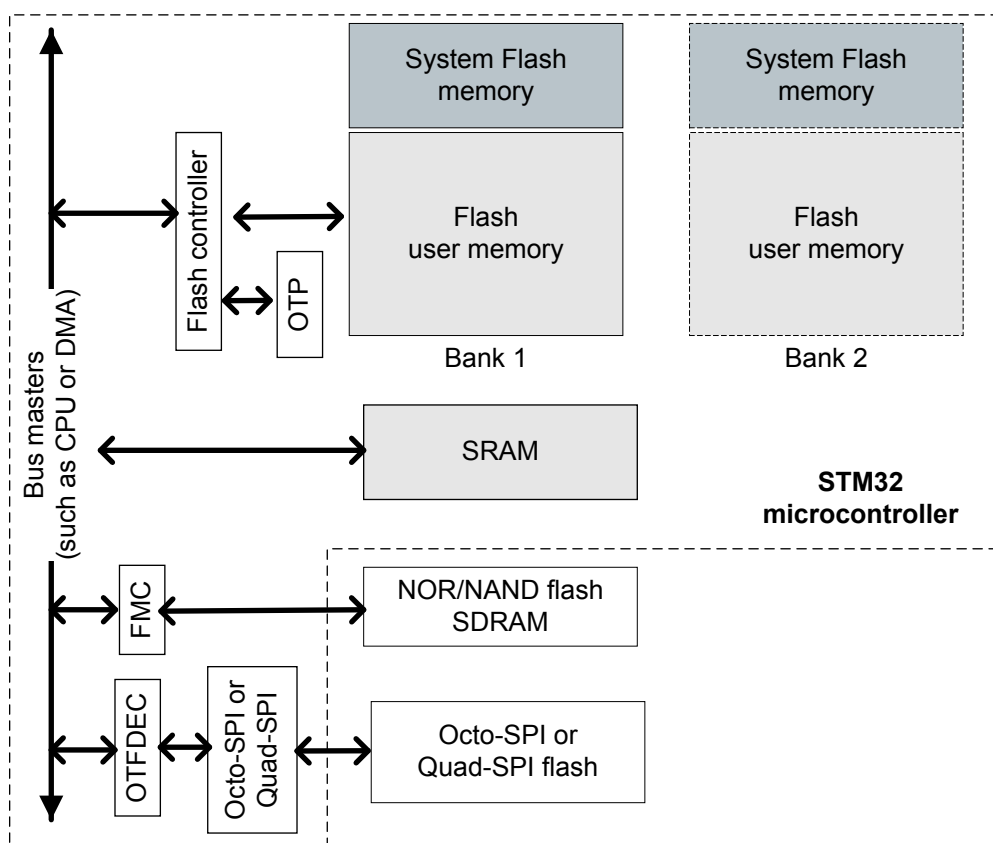 System Flash
memory
System Flash
memory
Flash controller
Flash
user memory
Flash
user memory
OTP
Bank 1
Bank 2
Bus masters
(such as CPU or DMA)
SRAM
STM32
microcontroller
FMC
NOR/NAND flash
SDRAM
OTFDEC
Octo-SPI or
Quad-SPI
Octo-SPI or
Quad-SPI flash